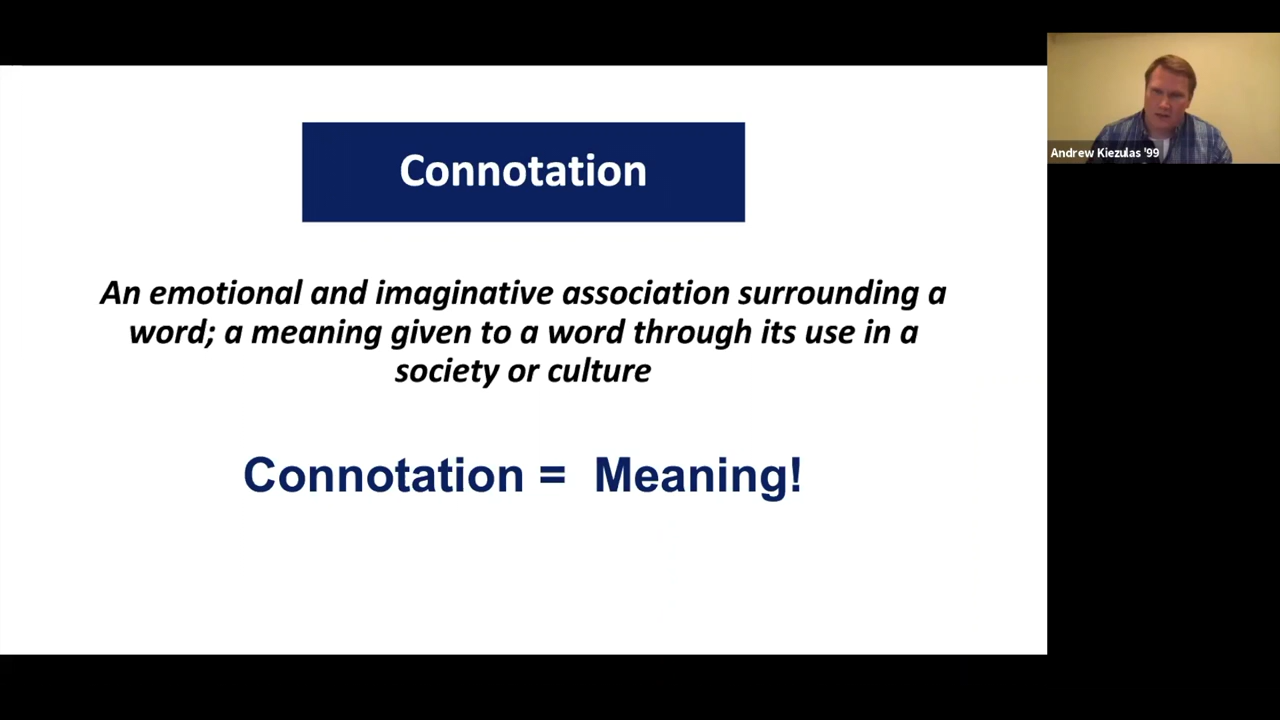 Connotation
An emotional and imaginative association surrounding a
word; a meaning given to a word through its use in a
society or culture
Connotation = Meaning!
Andrew Kiezulas '99